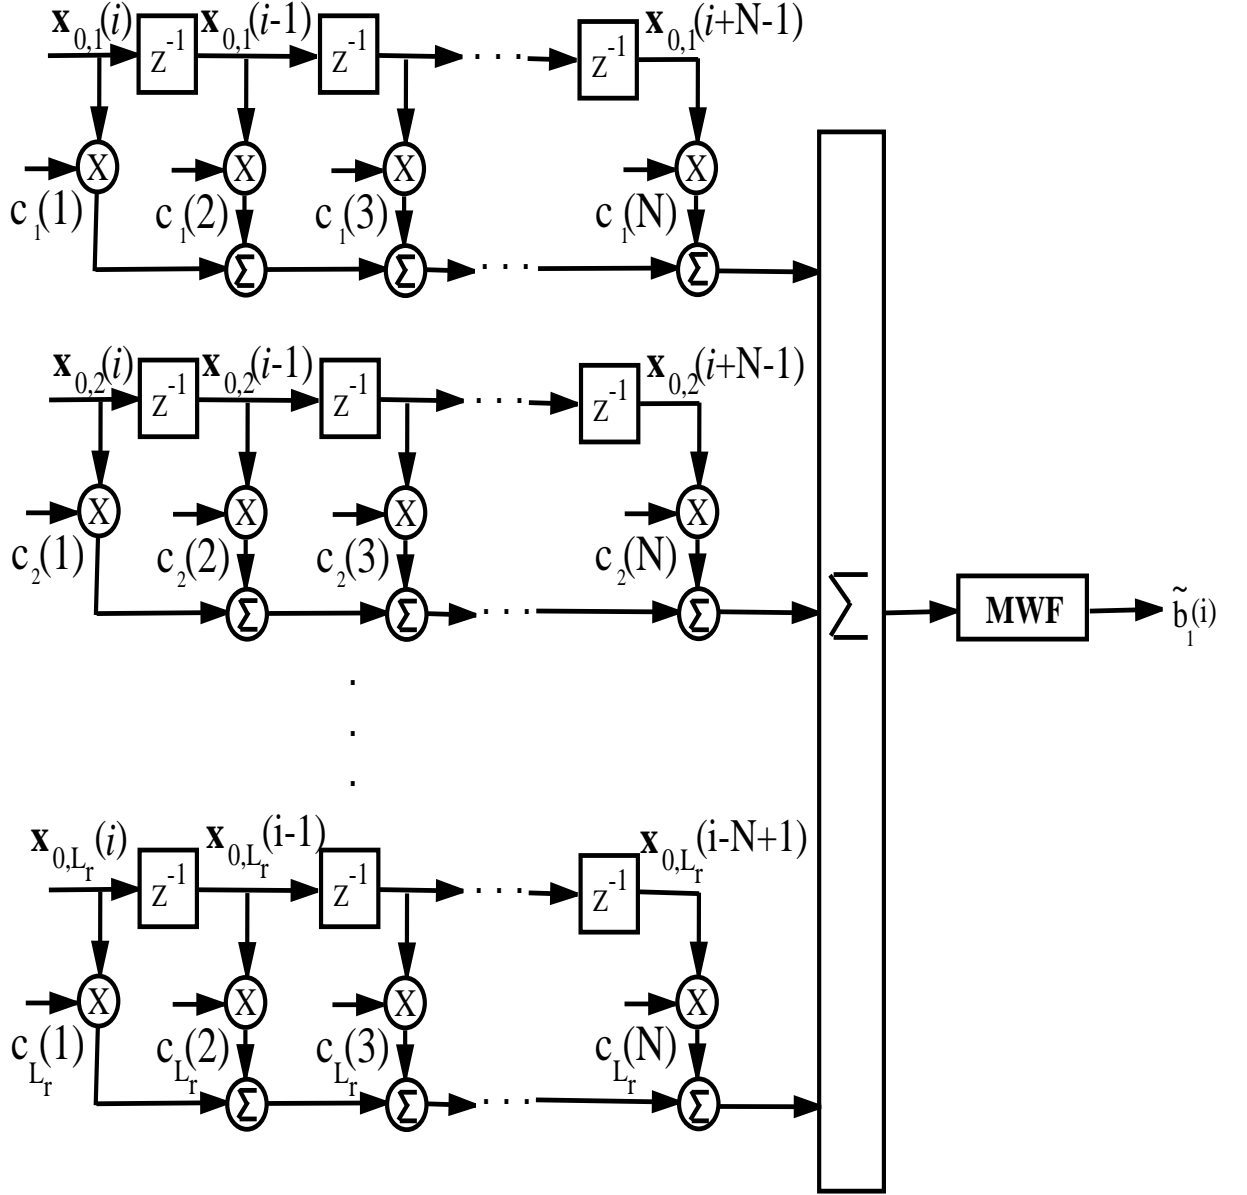 x0,1(i) z-1 x0,1(i-1) z-1 . . . z-1 x0,1(i+N-1)
X X X X
c1(1) c1(2) c1(3) c1(N)
Σ Σ . . . Σ
x0,2(i) z-1 x0,2(i-1) z-1 . . . z-1 x0,2(i+N-1)
X X X X
c2(1) c2(2) c2(3) c2(N)
Σ Σ . . . Σ
Σ MWF b̃1(i)
.
.
.
x0,Lr(i) z-1 x0,Lr(i-1) z-1 . . . z-1 x0,Lr(i-N+1)
X X X X
cLr(1) cLr(2) cLr(3) cLr(N)
Σ Σ . . . Σ